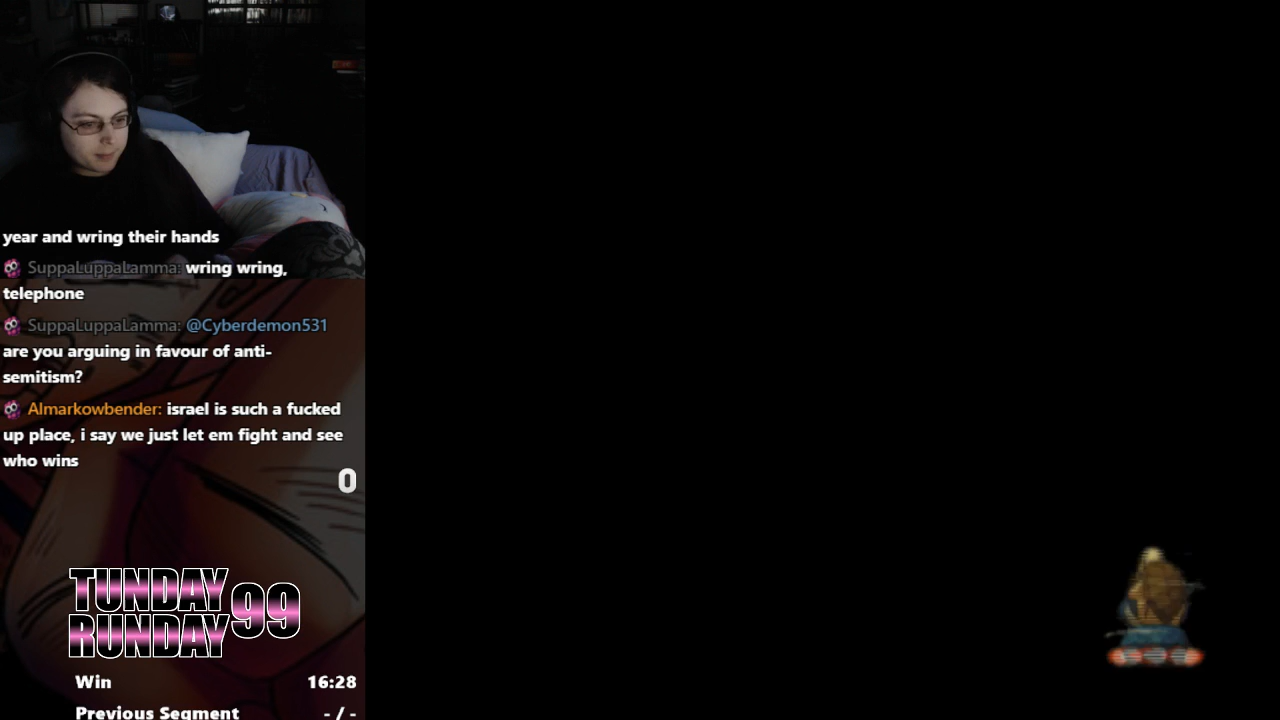 year and wring their hands
SuppaLuppaLamma: wring wring,
telephone
SuppaLuppaLamma: @Cyberdemon531
are you arguing in favour of anti-
semitism?
Almarkowbender: israel is such a fucked
up place, i say we just let em fight and see
who wins
0
TUNDAY
RUNDAY 99
Win 16:28
Previous Segment - / -